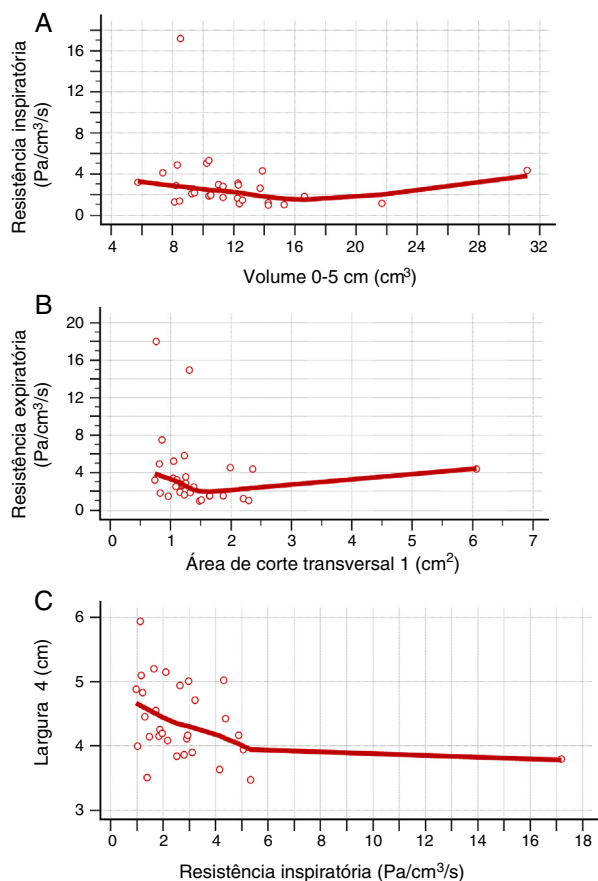 A
Resistência inspiratória
(Pa/cm³/s)
16
12
8
4
0
4 8 12 16 20 24 28 32
Volume 0-5 cm (cm³)
B
Resistência expiratória
(Pa/cm³/s)
20
16
12
8
4
0
0 1 2 3 4 5 6 7
Área de corte transversal 1 (cm²)
C
Largura 4 (cm)
6
5
4
3
0 2 4 6 8 10 12 14 16 18
Resistência inspiratória (Pa/cm³/s)